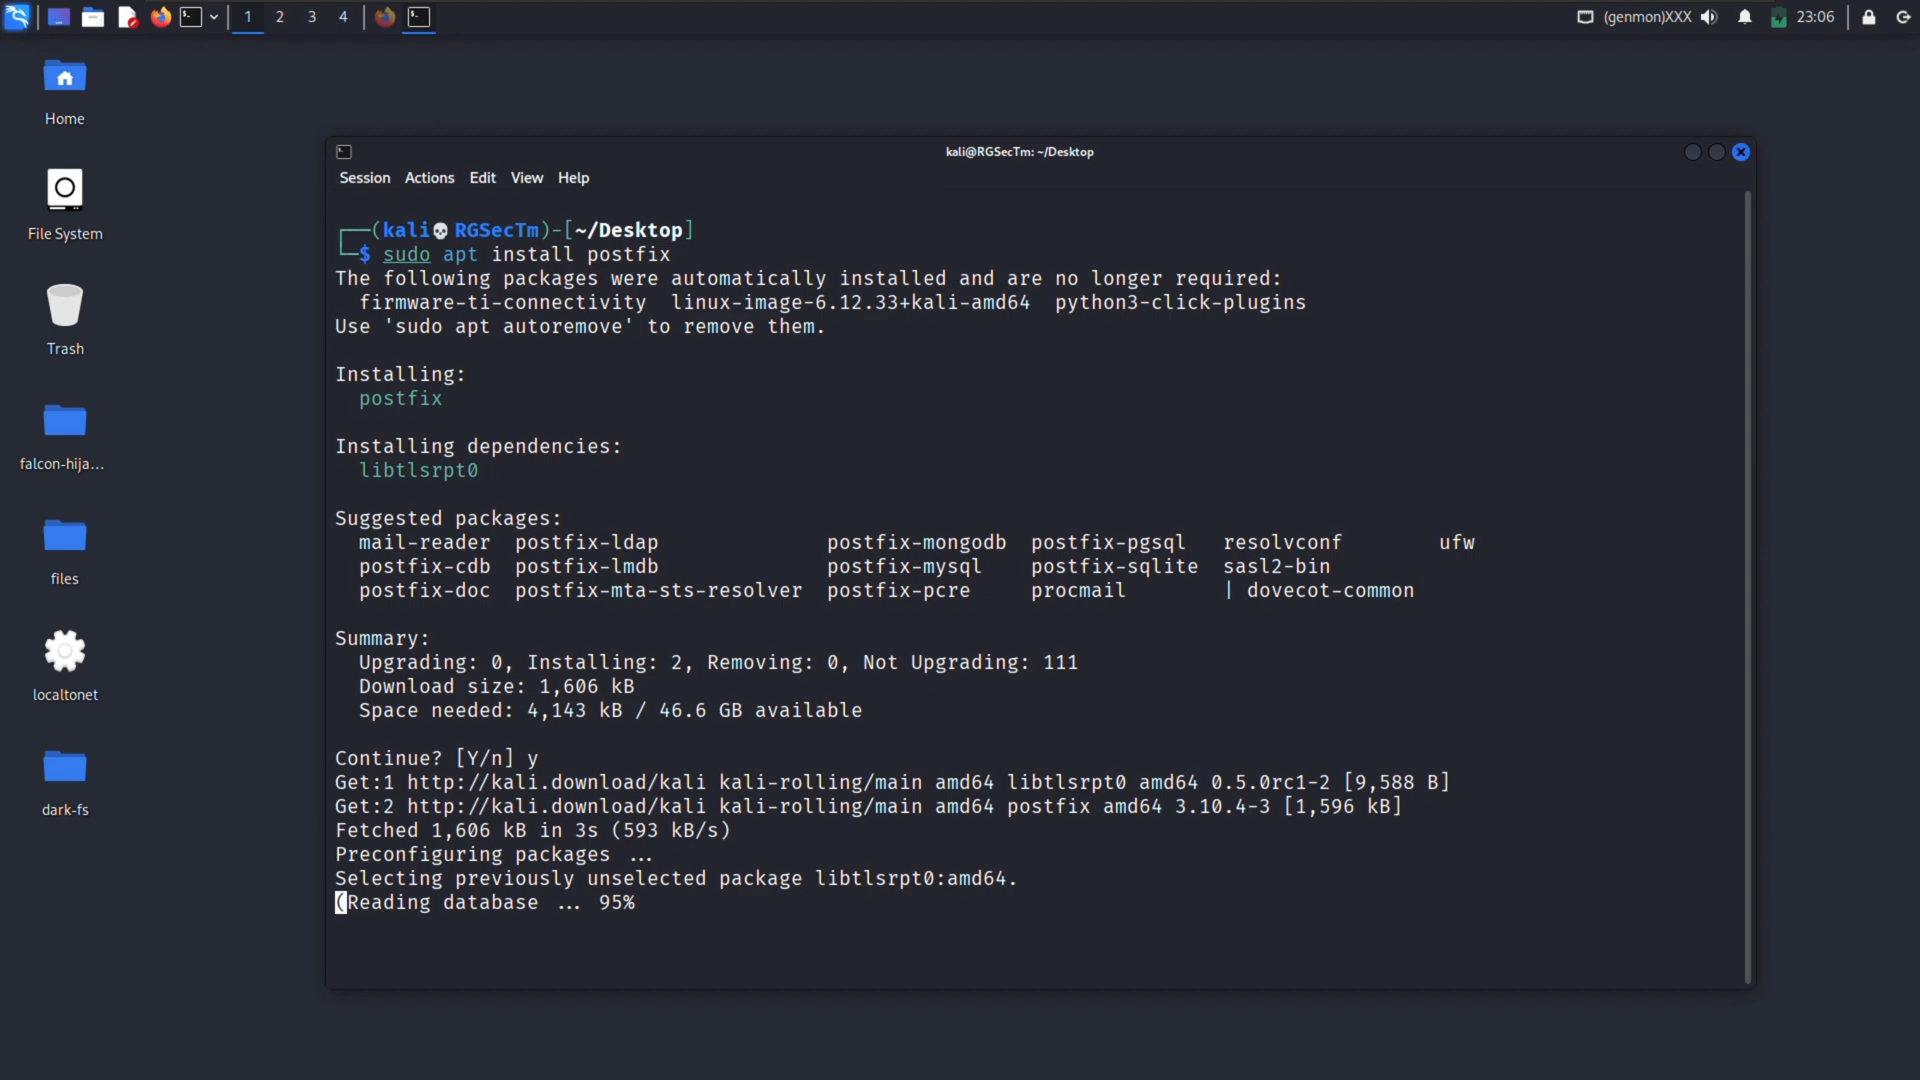 1 2 3 4 (genmon)XXX 23:06
Home
File System
Trash
falcon-hija...
files
localtonet
dark-fs
kali@RGSecTm: ~/Desktop
Session Actions Edit View Help
┌──(kali💀RGSecTm)-[~/Desktop]
└─$ sudo apt install postfix
The following packages were automatically installed and are no longer required:
firmware-ti-connectivity linux-image-6.12.33+kali-amd64 python3-click-plugins
Use 'sudo apt autoremove' to remove them.
Installing:
postfix
Installing dependencies:
libtlsrpt0
Suggested packages:
mail-reader postfix-ldap postfix-mongodb postfix-pgsql resolvconf ufw
postfix-cdb postfix-lmdb postfix-mysql postfix-sqlite sasl2-bin
postfix-doc postfix-mta-sts-resolver postfix-pcre procmail | dovecot-common
Summary:
Upgrading: 0, Installing: 2, Removing: 0, Not Upgrading: 111
Download size: 1,606 kB
Space needed: 4,143 kB / 46.6 GB available
Continue? [Y/n] y
Get:1 http://kali.download/kali kali-rolling/main amd64 libtlsrpt0 amd64 0.5.0rc1-2 [9,588 B]
Get:2 http://kali.download/kali kali-rolling/main amd64 postfix amd64 3.10.4-3 [1,596 kB]
Fetched 1,606 kB in 3s (593 kB/s)
Preconfiguring packages ...
Selecting previously unselected package libtlsrpt0:amd64.
(Reading database ... 95%